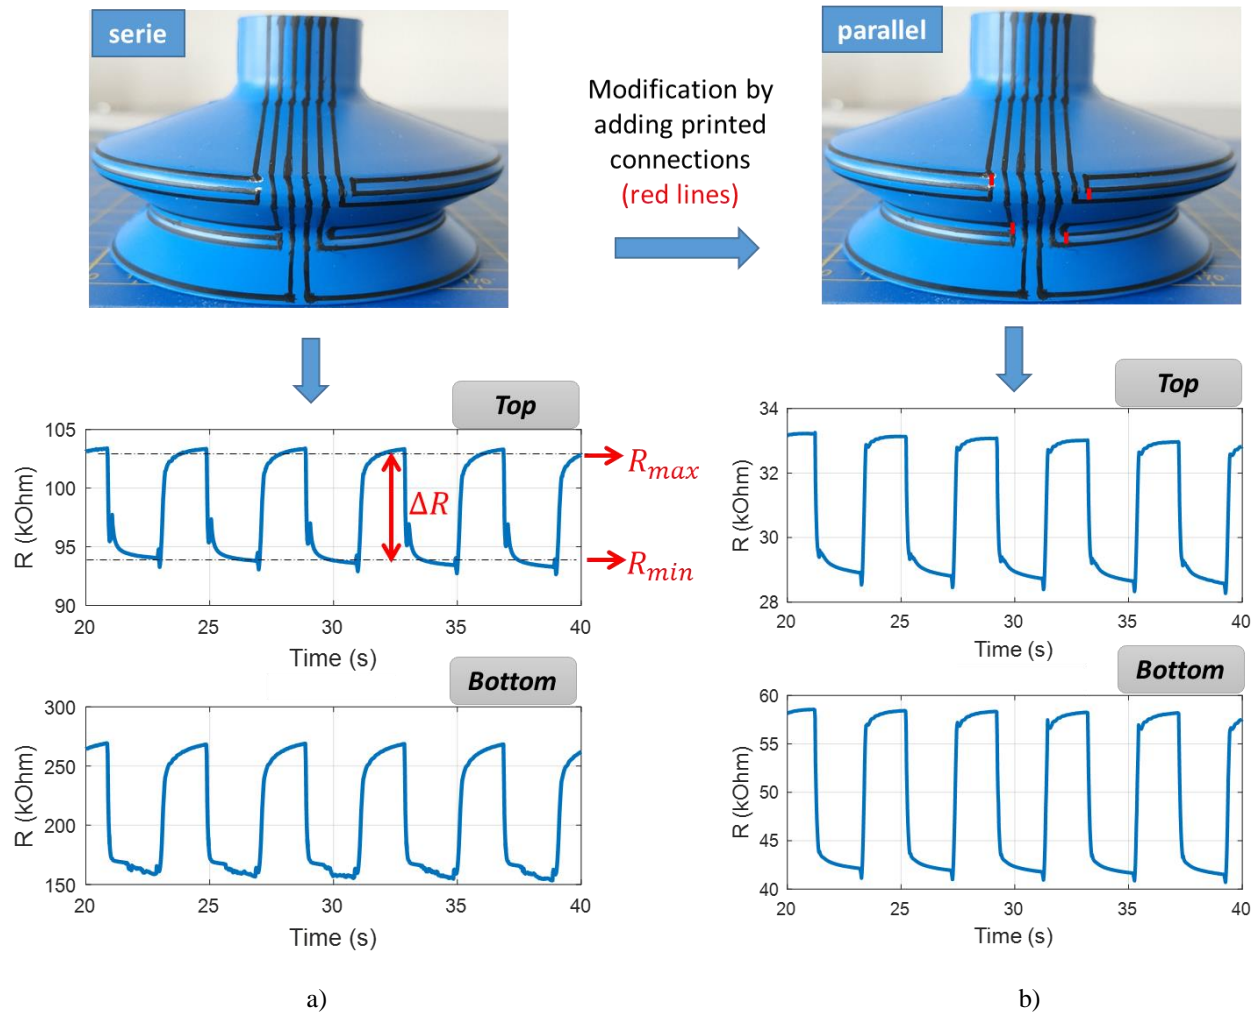 serie
parallel
Modification by
adding printed
connections
(red lines)
Top
105
100
95
90
R (kOhm)
20 25 30 35 40
Time (s)
ΔR
R_max
R_min
Bottom
300
250
200
150
R (kOhm)
20 25 30 35 40
Time (s)
a)
Top
34
32
30
28
R (kOhm)
20 25 30 35 40
Time (s)
Bottom
60
55
50
45
40
R (kOhm)
20 25 30 35 40
Time (s)
b)